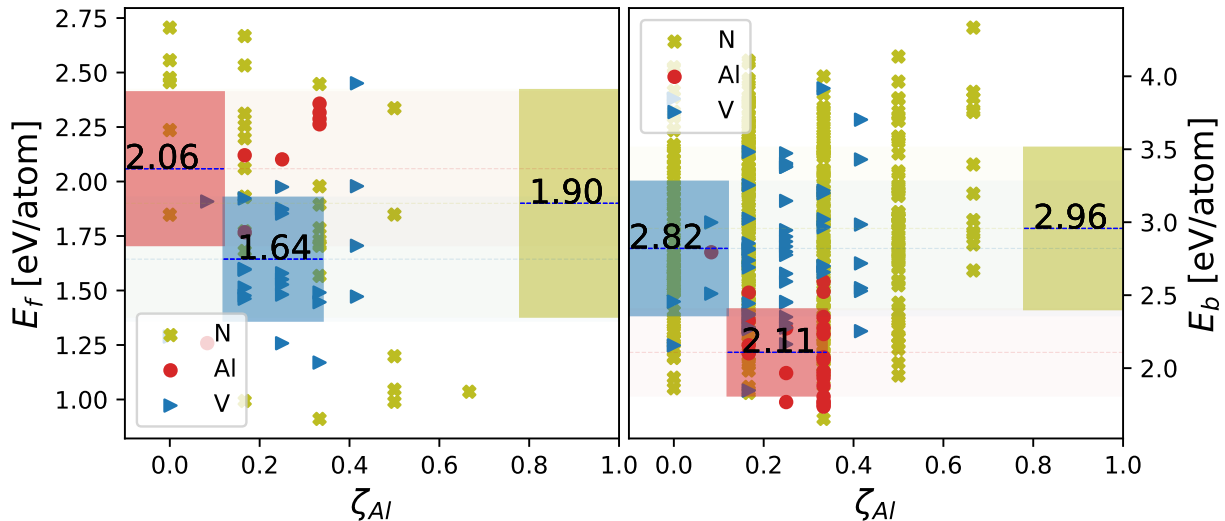 E_f [eV/atom]
2.75
2.50
2.25
2.00
1.75
1.50
1.25
1.00
2.06
1.64
1.90
N
Al
V
0.0 0.2 0.4 0.6 0.8 1.0
ζ_Al
N
Al
V
2.82
2.11
2.96
4.0
3.5
3.0
2.5
2.0
E_b [eV/atom]
0.0 0.2 0.4 0.6 0.8 1.0
ζ_Al